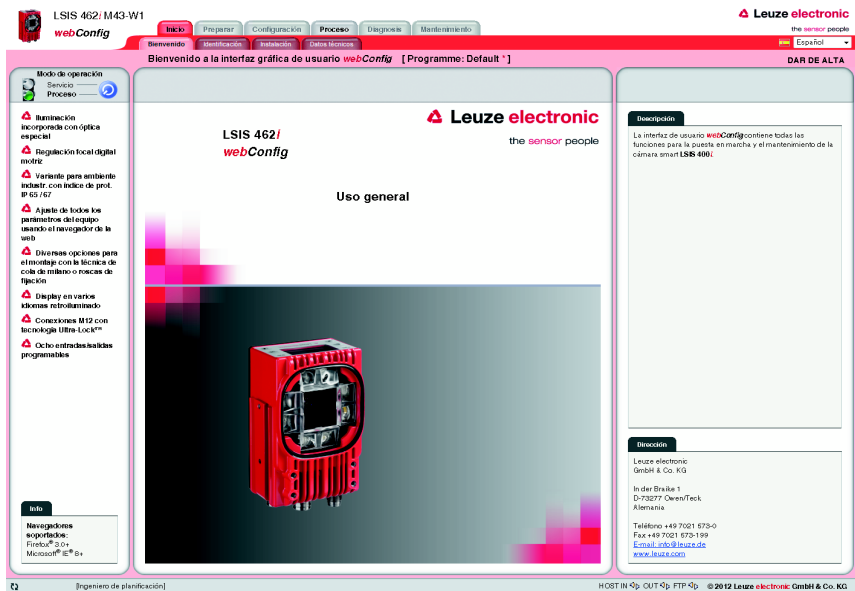 LSIS 462i M43-W1
webConfig
Inicio
Preparar
Configuración
Proceso
Diagnosis
Mantenimiento
Leuze electronic
the sensor people
Bienvenido
Identificación
Instalación
Datos técnicos
Español
Bienvenido a la interfaz gráfica de usuario webConfig [ Programme: Default * ]
DAR DE ALTA
Modo de operación
Servicio
Proceso
Iluminación
incorporada con óptica
especial
Regulación focal digital
motriz
Variante para ambiente
industr. con índice de prot.
IP 65 / 67
Ajuste de todos los
parámetros del equipo
usando el navegador de la
web
Diversas opciones para
el montaje con la técnica de
cola de milano o roscas de
fijación
Display en varios
idiomas retroiluminado
Conexiones M12 con
tecnología Ultra-Lock™
Ocho entradas/salidas
programables
Info
Navegadores
soportados:
Firefox® 3.0+
Microsoft® IE® 8+
Leuze electronic
the sensor people
LSIS 462i
webConfig
Uso general
Descripción
La interfaz de usuario webConfig contiene todas las
funciones para la puesta en marcha y el mantenimiento de la
cámara smart LSIS 400i.
Dirección
Leuze electronic
GmbH & Co. KG
In der Braike 1
D-73277 Owen/Teck
Alemania
Teléfono +49 7021 573-0
Fax +49 7021 573-199
E-mail: info@leuze.de
www.leuze.com
[Ingeniero de planificación]
HOST IN OUT FTP © 2012 Leuze electronic GmbH & Co. KG